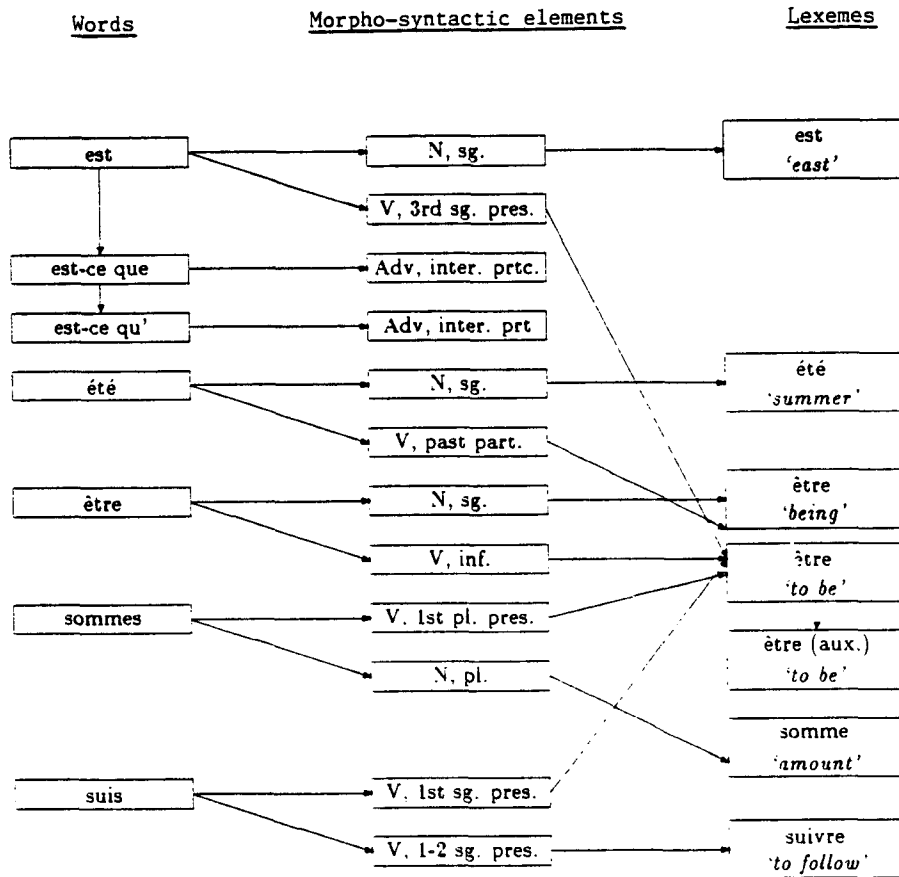 Words Morpho-syntactic elements Lexemes
est N, sg. est
'east'
V, 3rd sg. pres.
est-ce que Adv, inter. prtc.
est-ce qu' Adv, inter. prt
été N, sg. été
'summer'
V, past part.
être N, sg. être
'being'
V, inf. être
'to be'
sommes V. 1st pl. pres.
être (aux.)
N, pl. 'to be'
somme
'amount'
suis V. 1st sg. pres.
V, 1-2 sg. pres. suivre
'to follow'